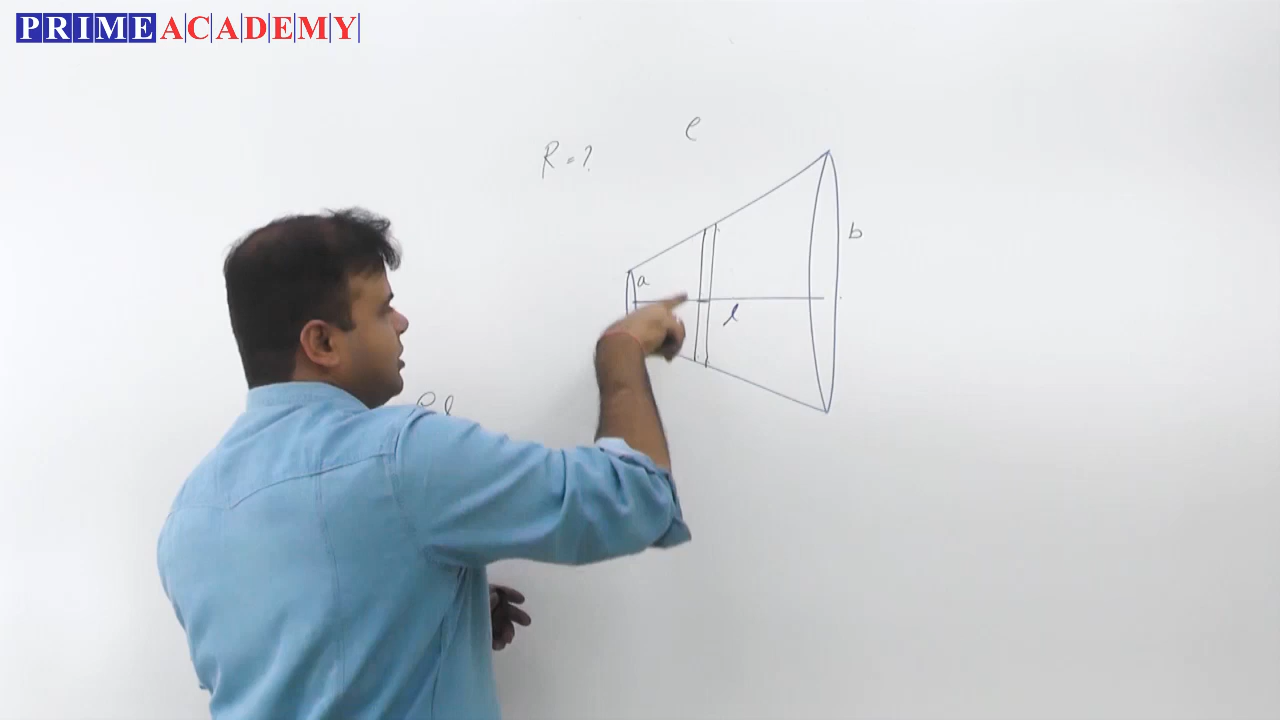 PRIME ACADEMY
ρ
R = ?
b
a
l
ρ l